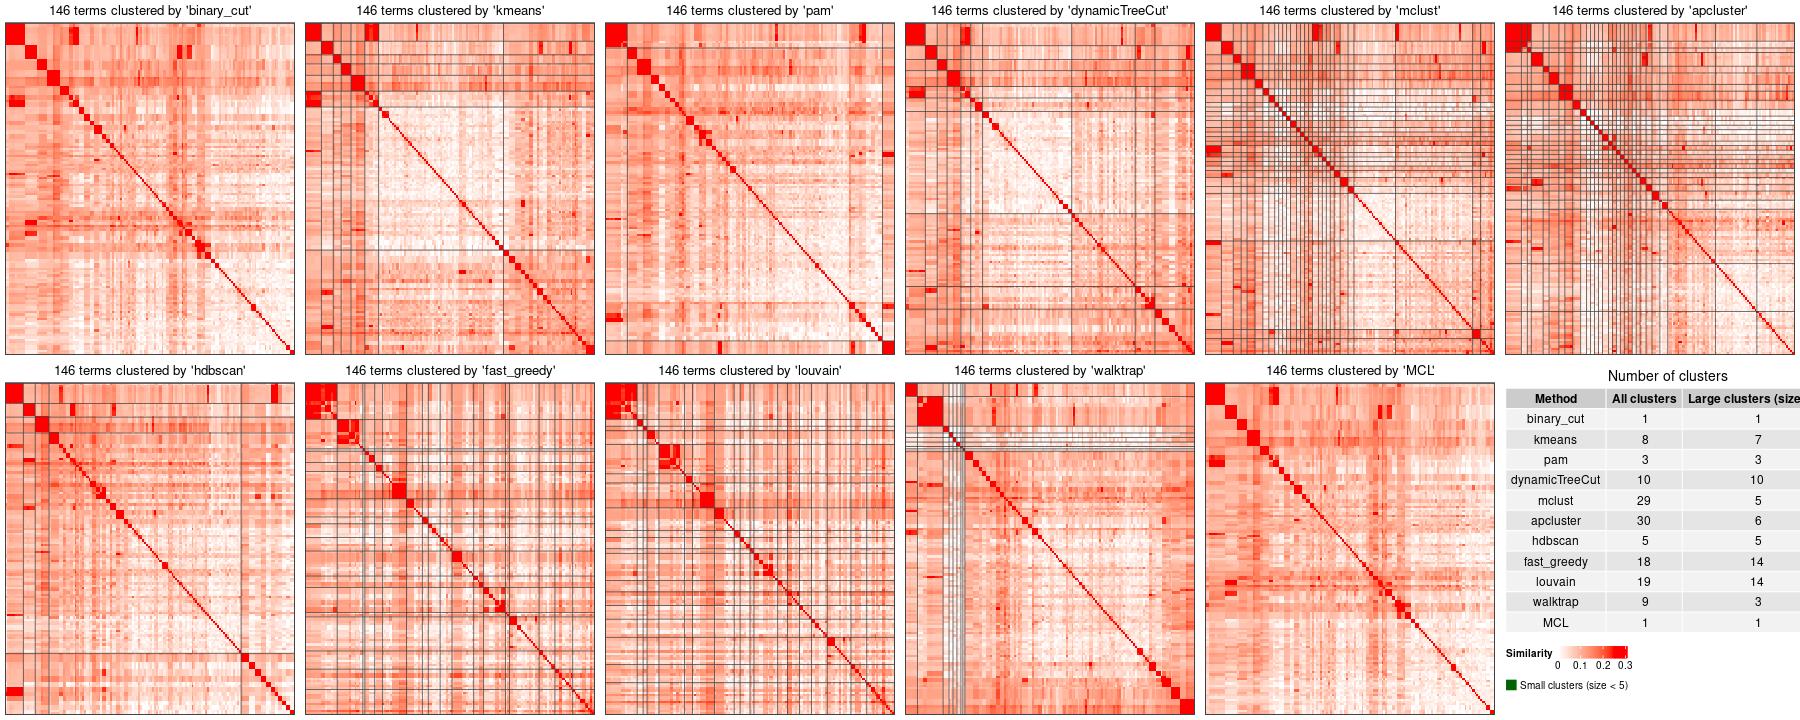 146 terms clustered by 'binary_cut'
146 terms clustered by 'kmeans'
146 terms clustered by 'pam'
146 terms clustered by 'dynamicTreeCut'
146 terms clustered by 'mclust'
146 terms clustered by 'apcluster'
146 terms clustered by 'hdbscan'
146 terms clustered by 'fast_greedy'
146 terms clustered by 'louvain'
146 terms clustered by 'walktrap'
146 terms clustered by 'MCL'
Number of clusters
Method All clusters Large clusters (size
binary_cut 1 1
kmeans 8 7
pam 3 3
dynamicTreeCut 10 10
mclust 29 5
apcluster 30 6
hdbscan 5 5
fast_greedy 18 14
louvain 19 14
walktrap 9 3
MCL 1 1
Similarity
0 0.1 0.2 0.3
Small clusters (size < 5)